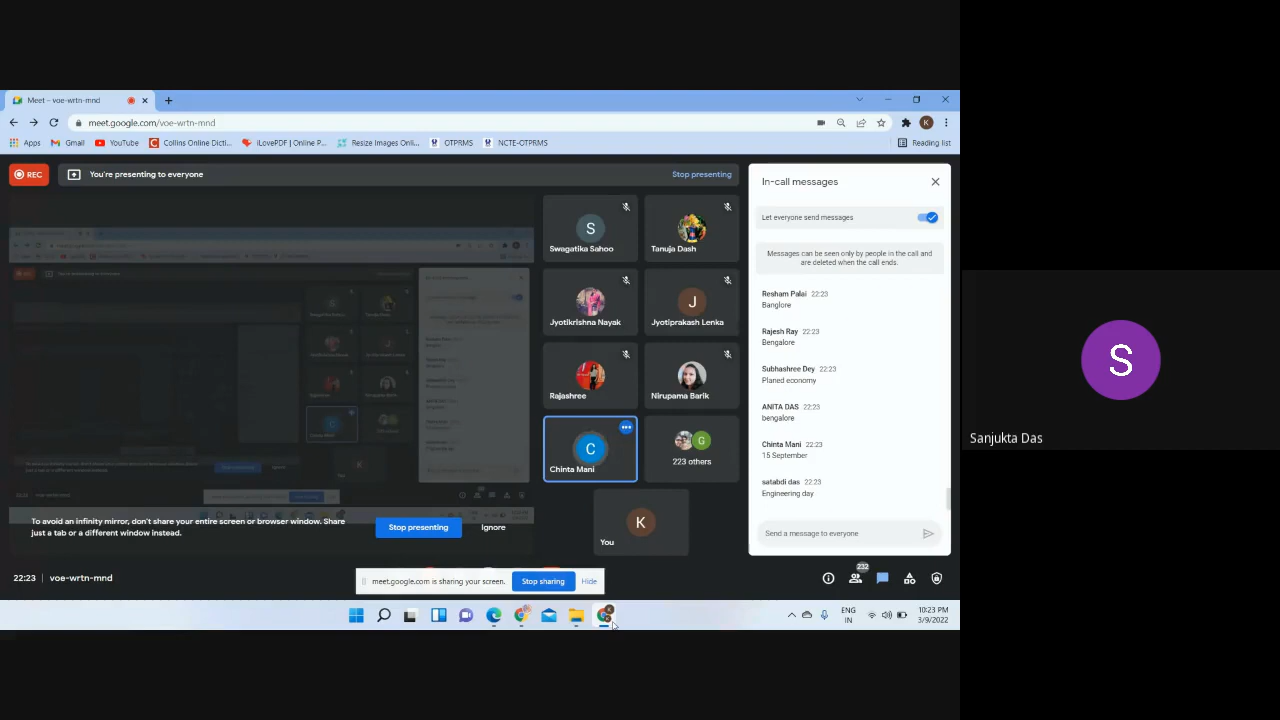 Meet - voe-wrtn-mnd
meet.google.com/voe-wrtn-mnd
Apps Gmail YouTube Collins Online Dicti... iLovePDF | Online P... Resize Images Onli... OTPRMS NCTE-OTPRMS Reading list
REC You're presenting to everyone Stop presenting
S
Swagatika Sahoo
Tanuja Dash
Jyotikrishna Nayak
J
Jyotiprakash Lenka
Rajashree
Nirupama Barik
C
Chinta Mani
G
223 others
K
You
To avoid an infinity mirror, don't share your entire screen or browser window. Share
just a tab or a different window instead.
Stop presenting Ignore
In-call messages
Let everyone send messages
Messages can be seen only by people in the call and
are deleted when the call ends.
Resham Palai 22:23
Banglore
Rajesh Ray 22:23
Bengalore
Subhashree Dey 22:23
Planed economy
ANITA DAS 22:23
bengalore
Chinta Mani 22:23
15 September
satabdi das 22:23
Engineering day
Send a message to everyone
22:23 | voe-wrtn-mnd
meet.google.com is sharing your screen. Stop sharing Hide
232
ENG
IN
10:23 PM
3/9/2022
S
Sanjukta Das